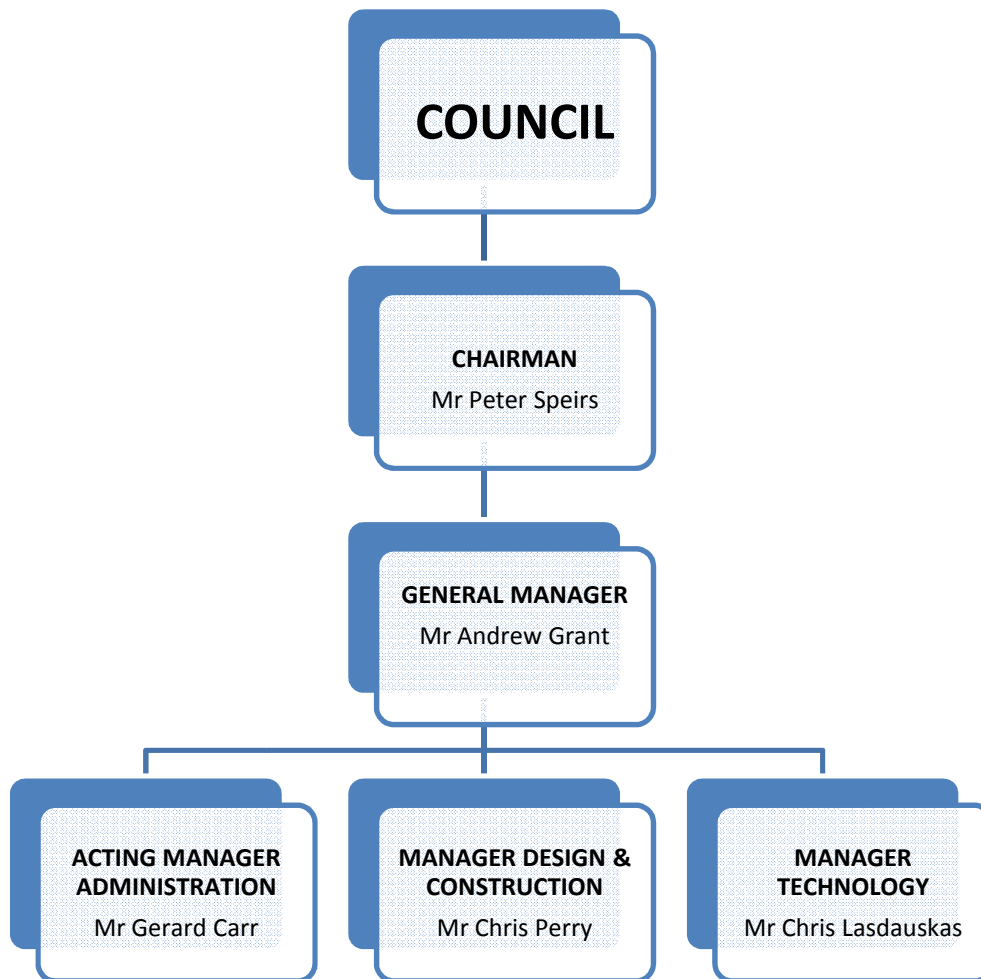 COUNCIL
CHAIRMAN
Mr Peter Speirs
GENERAL MANAGER
Mr Andrew Grant
ACTING MANAGER
ADMINISTRATION
Mr Gerard Carr
MANAGER DESIGN &
CONSTRUCTION
Mr Chris Perry
MANAGER
TECHNOLOGY
Mr Chris Lasdauskas